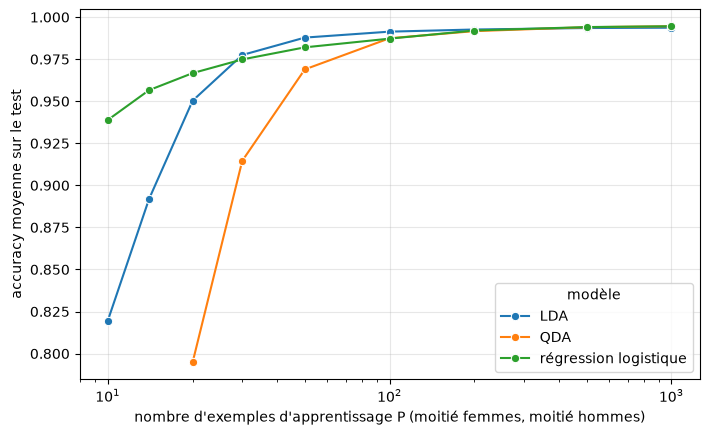 1.000
0.975
0.950
0.925
0.900
0.875
0.850
0.825
0.800
accuracy moyenne sur le test
10¹
10²
10³
nombre d'exemples d'apprentissage P (moitié femmes, moitié hommes)
modèle
LDA
QDA
régression logistique